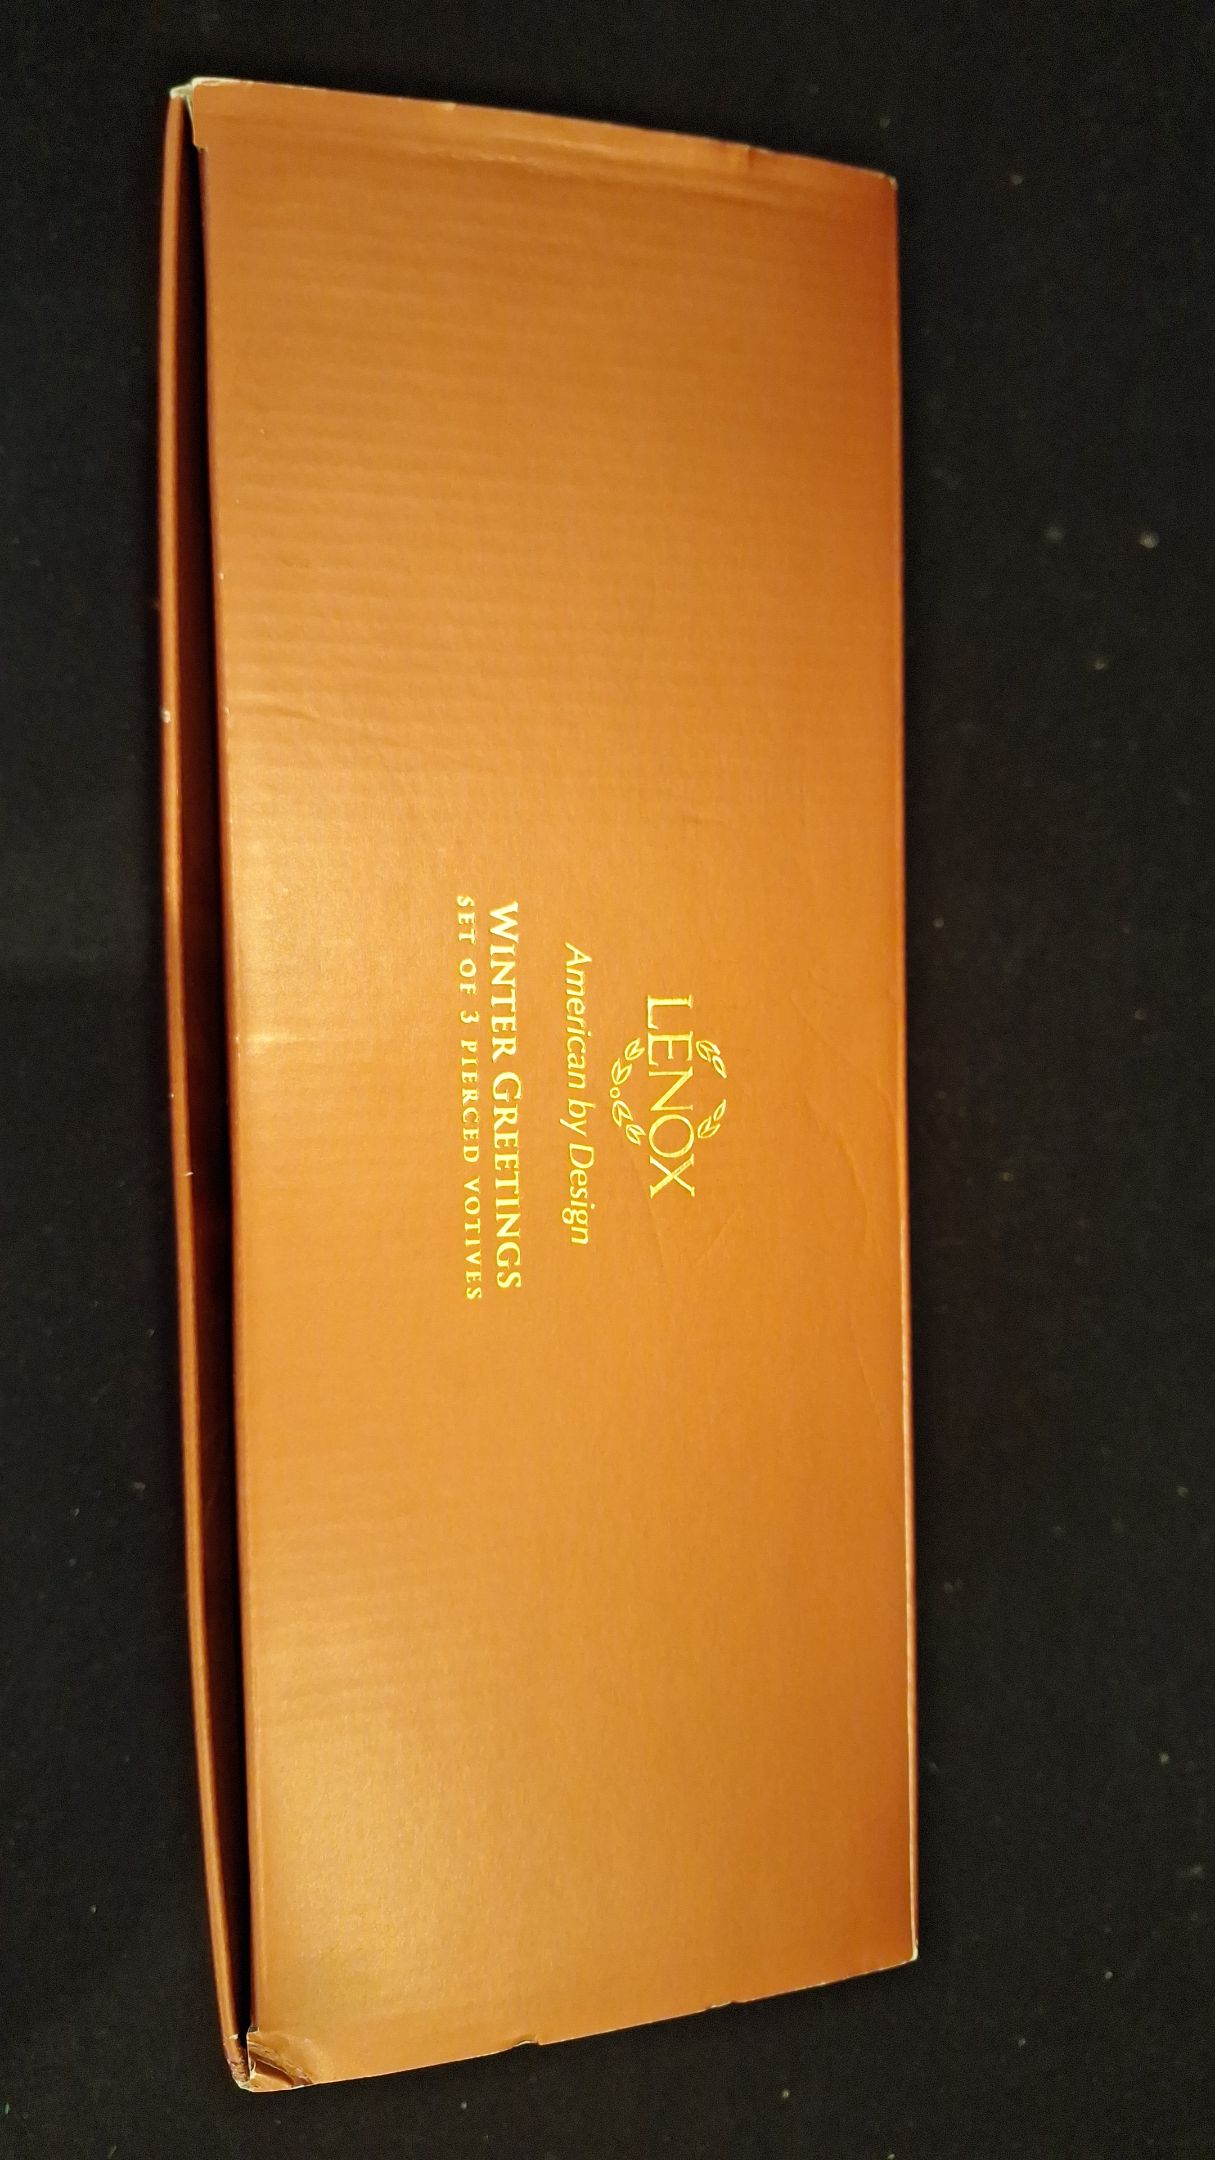 LENOX
American by Design
WINTER GREETINGS
SET OF 3 PIERCED VOTIVES